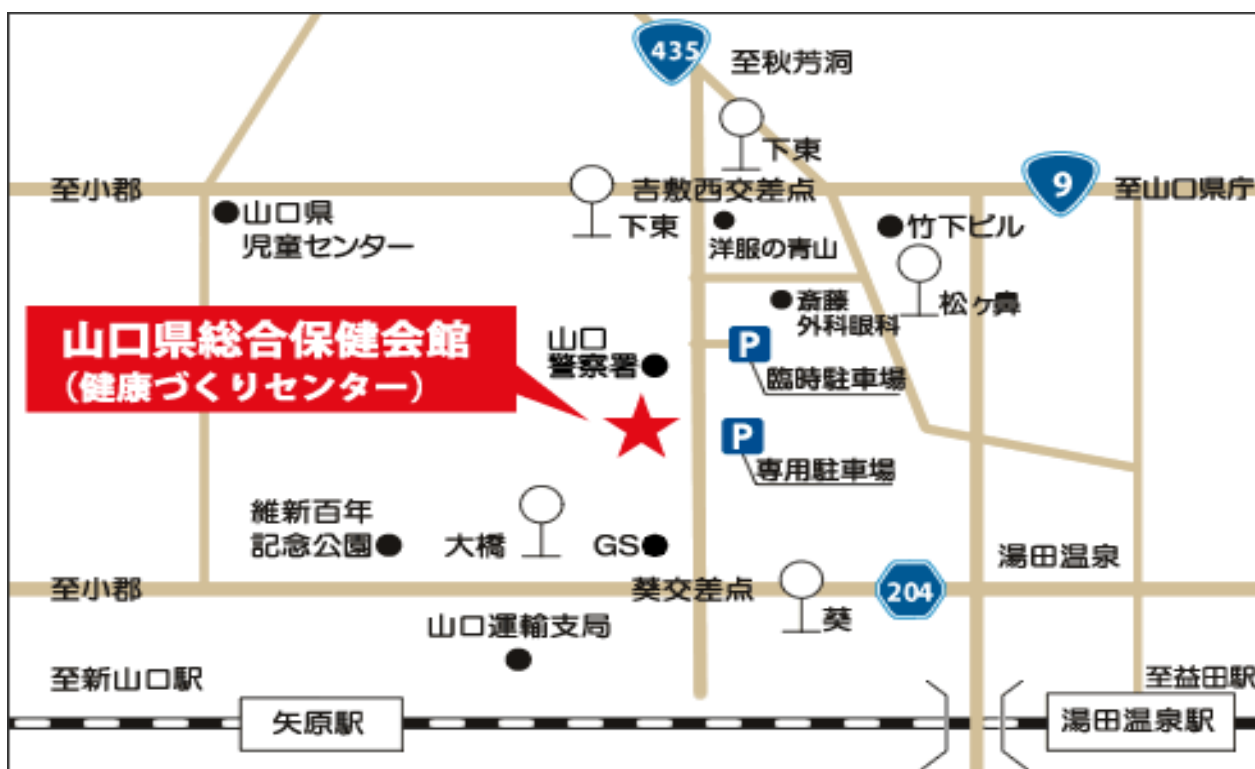 435
至秋芳洞
下東
至小郡
吉敷西交差点
9
至山口県庁
山口県
児童センター
下東
洋服の青山
竹下ビル
松ヶ鼻
斎藤
外科眼科
山口県総合保健会館
(健康づくりセンター)
山口
警察署
P
臨時駐車場
P
専用駐車場
維新百年
記念公園
大橋
GS
湯田温泉
至小郡
葵交差点
204
葵
山口運輸支局
至新山口駅
至益田駅
矢原駅
湯田温泉駅